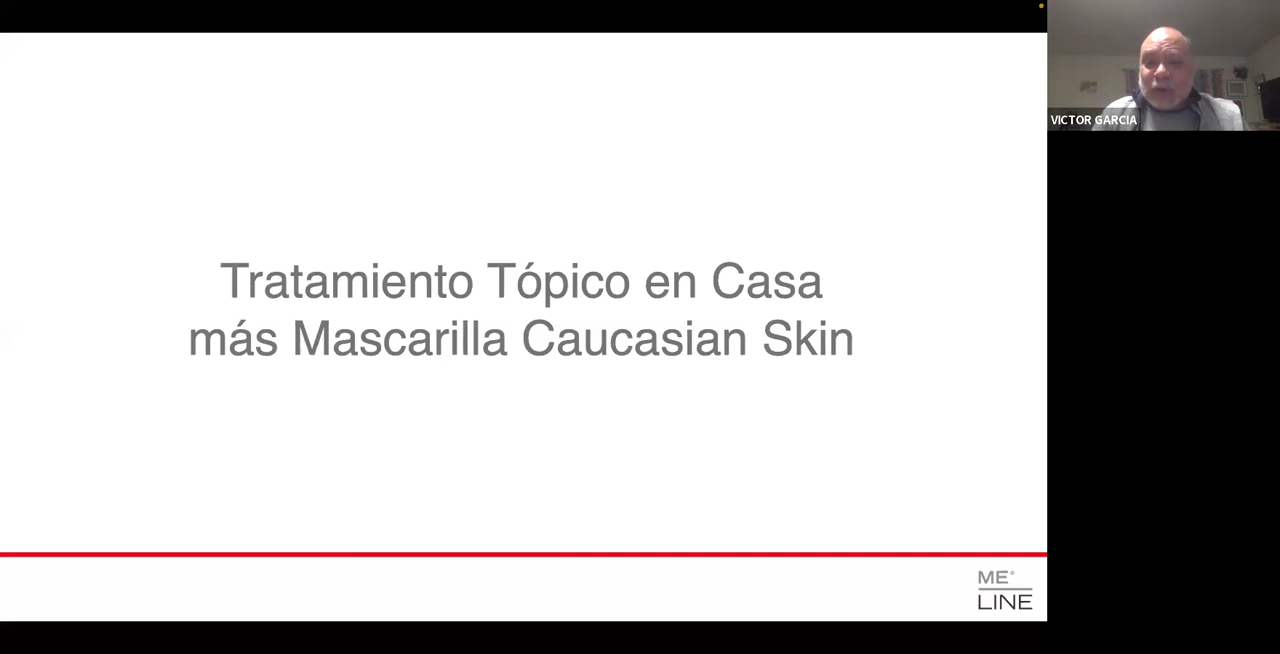 Tratamiento Tópico en Casa
más Mascarilla Caucasian Skin
VICTOR GARCIA
ME®
LINE